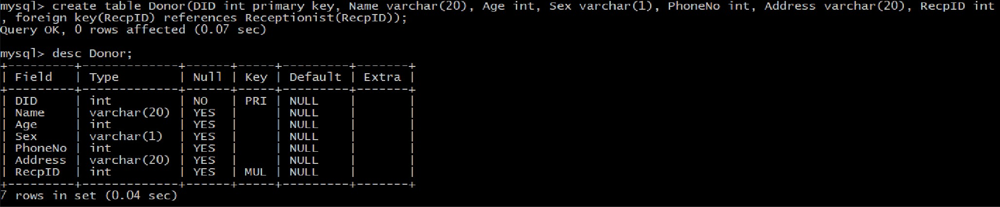 mysql> create table Donor(DID int primary key, Name varchar(20), Age int, Sex varchar(1), PhoneNo int, Address varchar(20), RecpID int
, foreign key(RecpID) references Receptionist(RecpID));
Query OK, 0 rows affected (0.07 sec)

mysql> desc Donor;
+---------+-------------+------+-----+---------+-------+
| Field   | Type        | Null | Key | Default | Extra |
+---------+-------------+------+-----+---------+-------+
| DID     | int         | NO   | PRI | NULL    |       |
| Name    | varchar(20) | YES  |     | NULL    |       |
| Age     | int         | YES  |     | NULL    |       |
| Sex     | varchar(1)  | YES  |     | NULL    |       |
| PhoneNo | int         | YES  |     | NULL    |       |
| Address | varchar(20) | YES  |     | NULL    |       |
| RecpID  | int         | YES  | MUL | NULL    |       |
+---------+-------------+------+-----+---------+-------+
7 rows in set (0.04 sec)